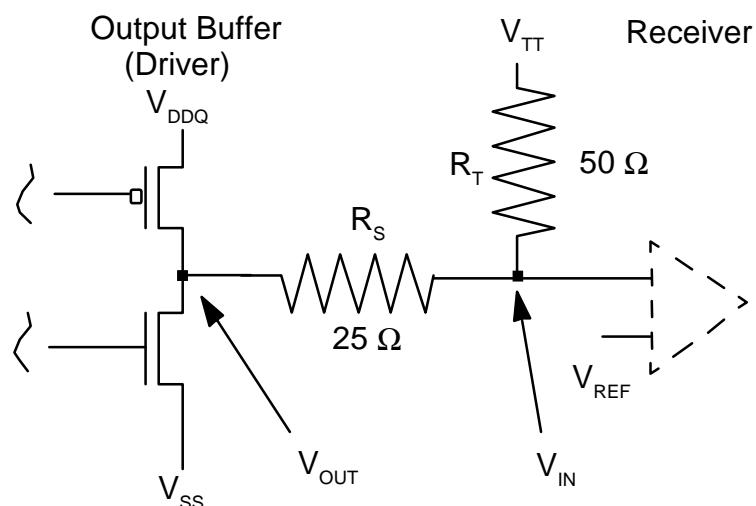 Output Buffer
(Driver)
V_TT
Receiver
V_DDQ
R_T
50 Ω
R_S
25 Ω
V_REF
V_OUT
V_IN
V_SS